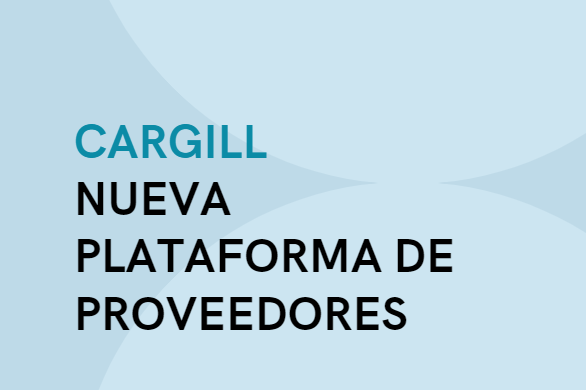 CARGILL
NUEVA
PLATAFORMA DE
PROVEEDORES